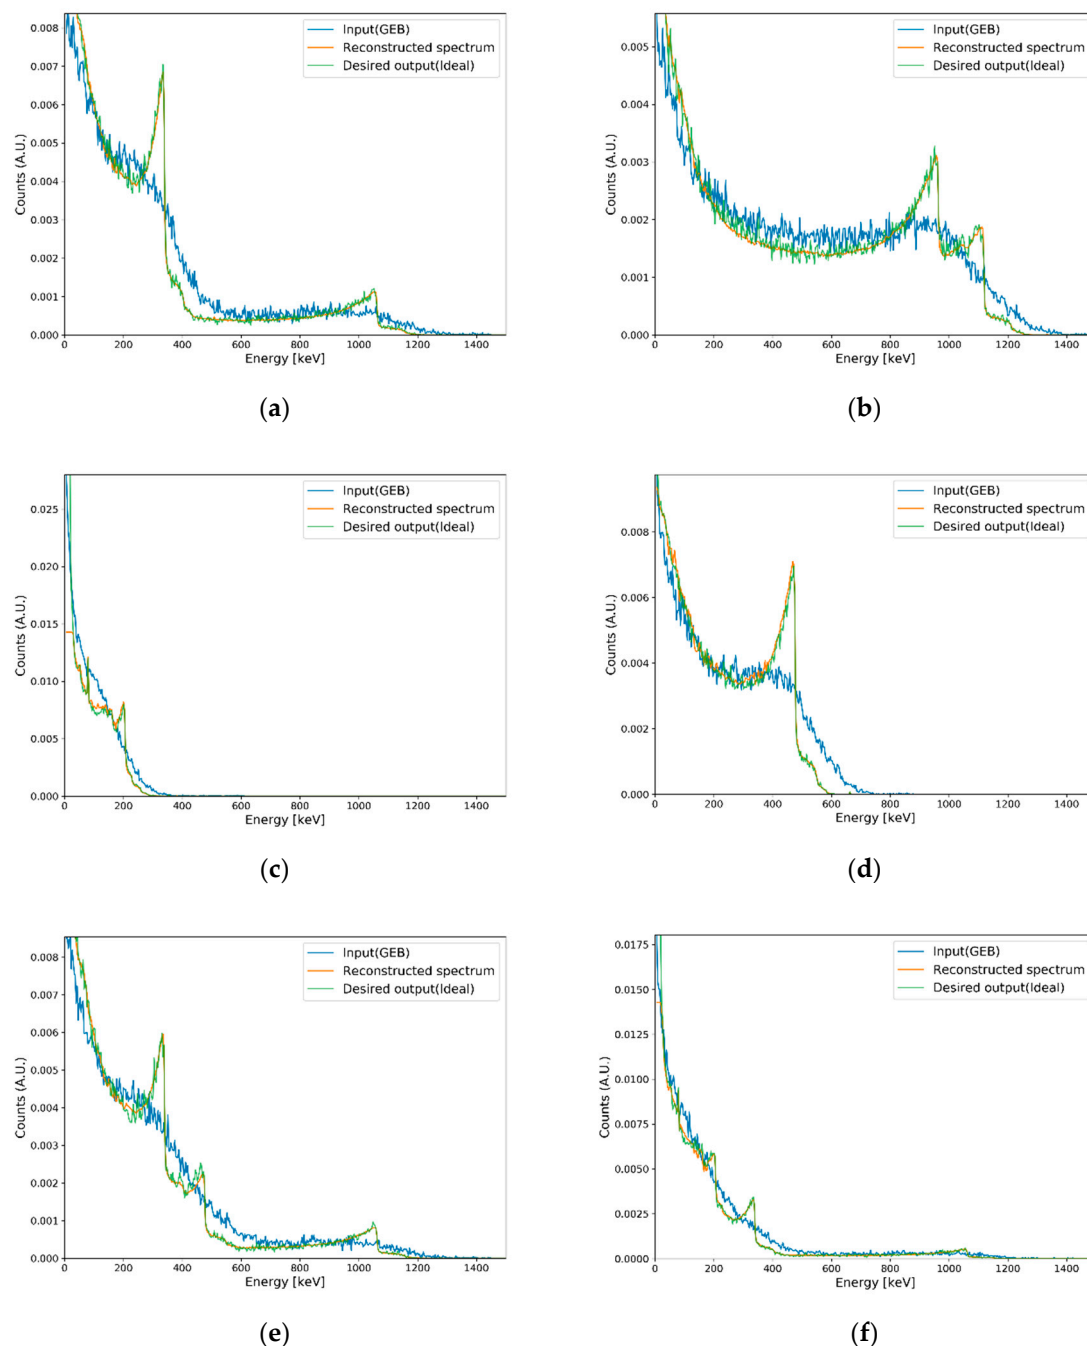 0.008
0.007
0.006
0.005
0.004
0.003
0.002
0.001
0.000
Counts (A.U.)
Input(GEB)
Reconstructed spectrum
Desired output(Ideal)
0 200 400 600 800 1000 1200 1400
Energy [keV]
(a)
0.005
0.004
0.003
0.002
0.001
0.000
Counts (A.U.)
Input(GEB)
Reconstructed spectrum
Desired output(Ideal)
0 200 400 600 800 1000 1200 1400
Energy [keV]
(b)
0.025
0.020
0.015
0.010
0.005
0.000
Counts (A.U.)
Input(GEB)
Reconstructed spectrum
Desired output(Ideal)
0 200 400 600 800 1000 1200 1400
Energy [keV]
(c)
0.008
0.006
0.004
0.002
0.000
Counts (A.U.)
Input(GEB)
Reconstructed spectrum
Desired output(Ideal)
0 200 400 600 800 1000 1200 1400
Energy [keV]
(d)
0.008
0.007
0.006
0.005
0.004
0.003
0.002
0.001
0.000
Counts (A.U.)
Input(GEB)
Reconstructed spectrum
Desired output(Ideal)
0 200 400 600 800 1000 1200 1400
Energy [keV]
(e)
0.0175
0.0150
0.0125
0.0100
0.0075
0.0050
0.0025
0.0000
Counts (A.U.)
Input(GEB)
Reconstructed spectrum
Desired output(Ideal)
0 200 400 600 800 1000 1200 1400
Energy [keV]
(f)